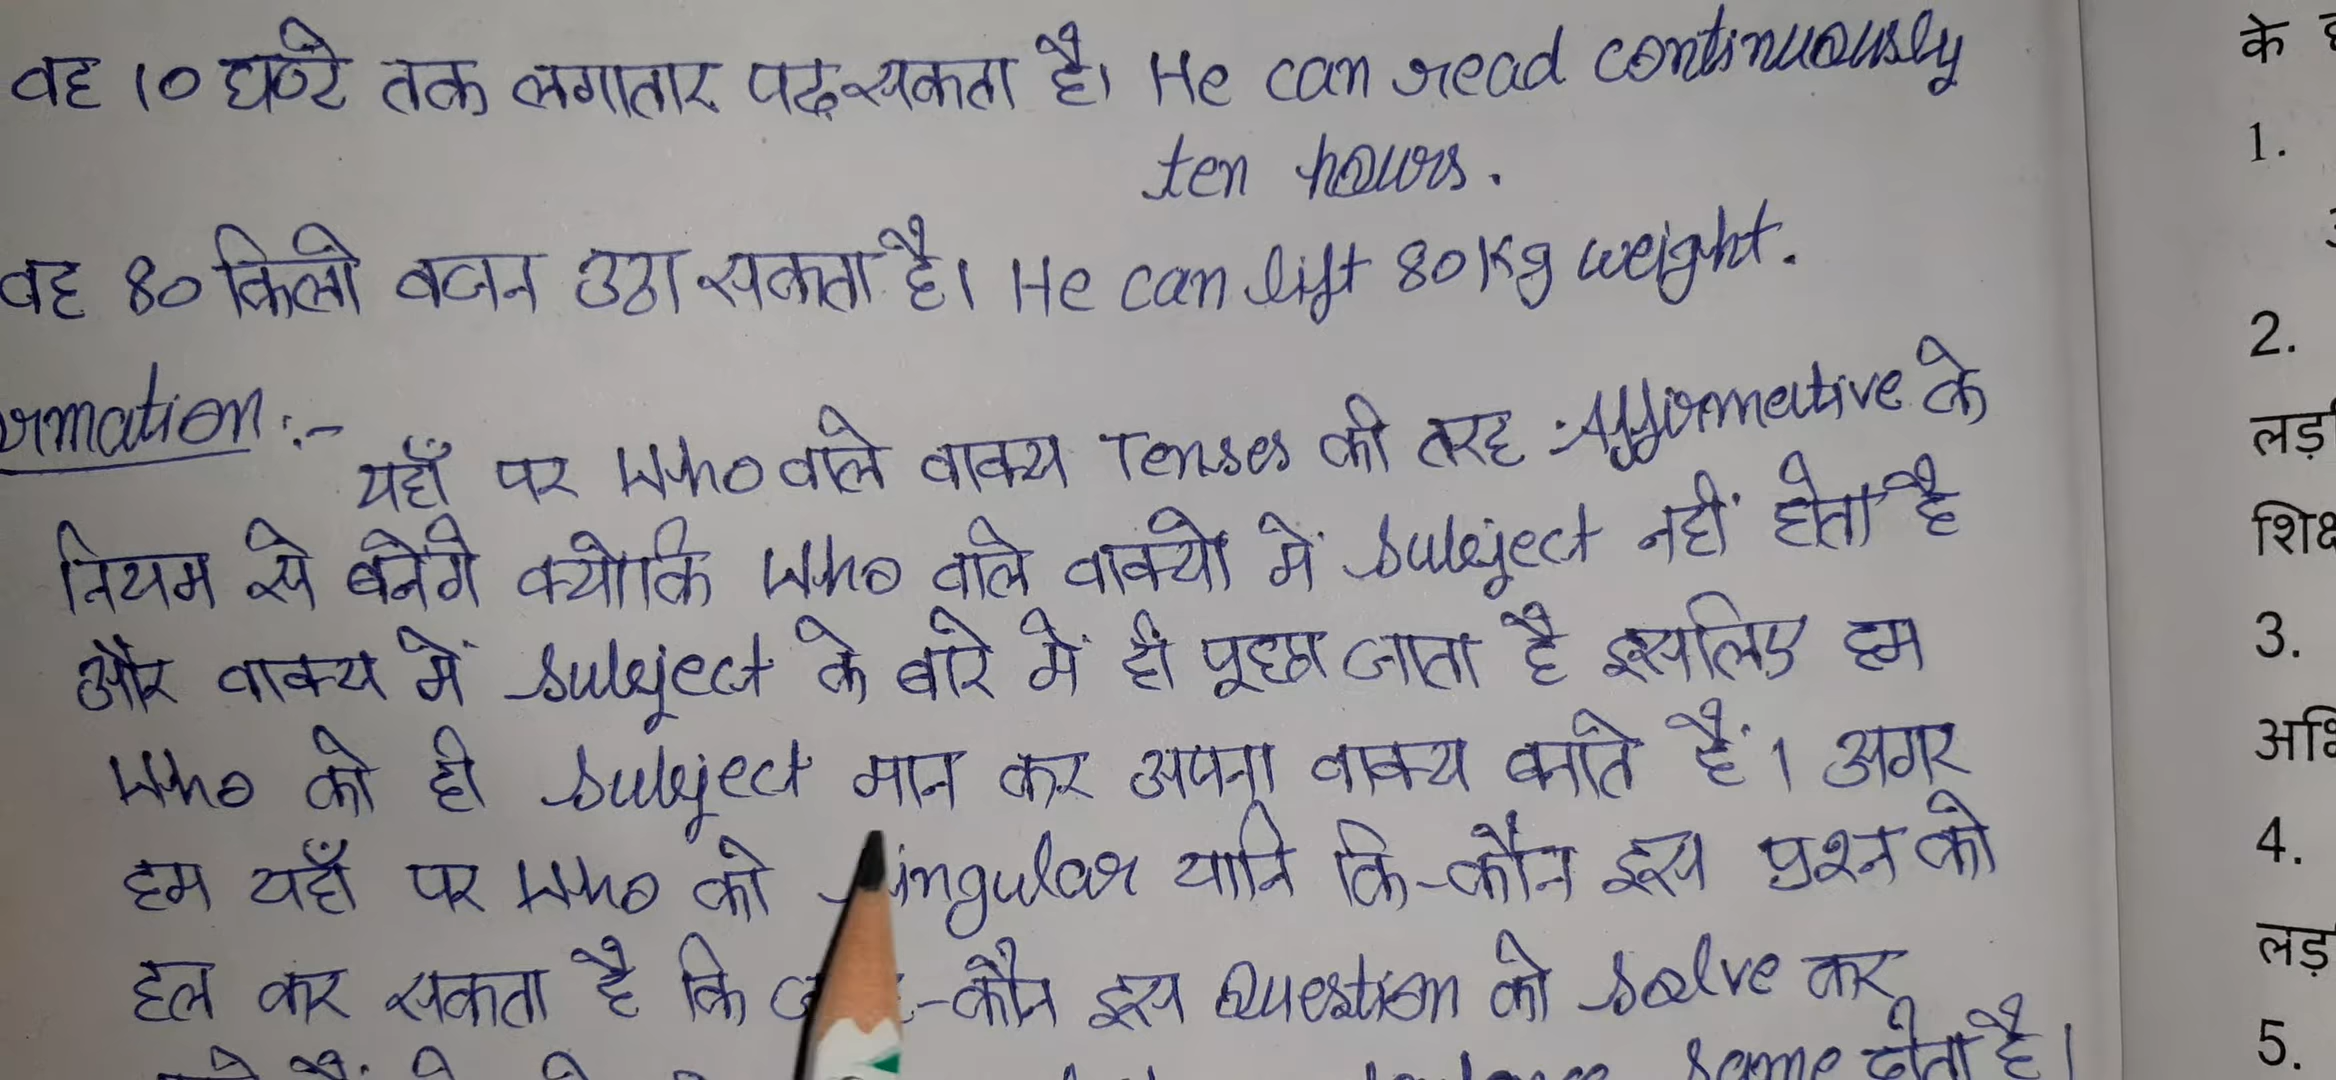 वह 10 घण्टे तक लगातार पढ़ सकता है। He can read continuously
ten hours.
वह 80 किलो वजन उठा सकता है। He can lift 80 Kg weight.
rmation :-
यहाँ पर Who वाले वाक्य Tenses की तरह Affirmative के
नियम से बनेंगे क्योकि Who वाले वाक्यो में Subject नहीं होता है
और वाक्य में Subject के बारे में ही पूछा जाता है इसलिए हम
Who को ही Subject मान कर अपना वाक्य बनाते हैं। अगर
हम यहाँ पर Who को Singular यानि कि-कौन इस प्रश्न को
हल कर सकता है कि -कौन इस Question को Solve कर
same होता है।
के
1.
2.
लड़
शिक्ष
3.
अभि
4.
लड़
5.